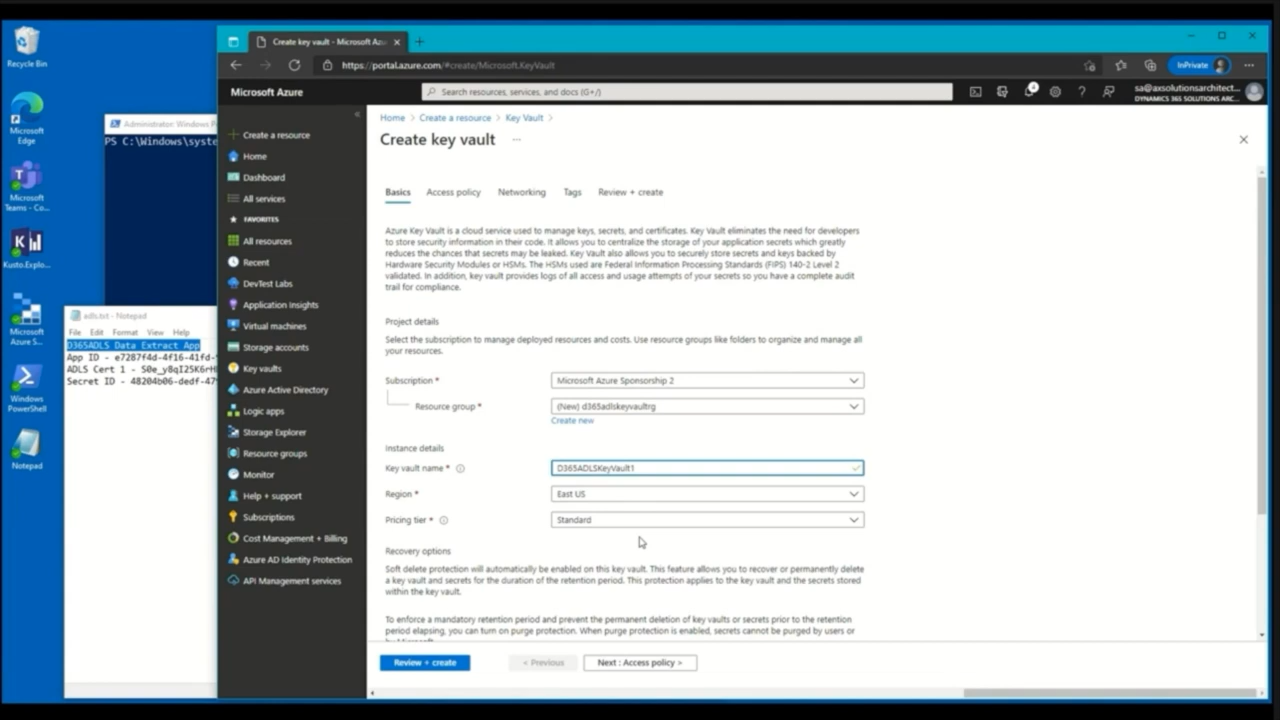 Recycle Bin
Microsoft
Edge
Microsoft
Teams - Co...
Kusto.Explo...
Microsoft
Azure S...
Windows
PowerShell
Notepad
Administrator: Windows P
PS C:\Windows\syste
adls.txt - Notepad
File Edit Format View Help
D365ADLS Data Extract App
App ID - e7287f4d-4f16-41fd-
ADLS Cert 1 - S0e_y8qI25K6rH
Secret ID - 48204b06-dedf-47
Create key vault - Microsoft Azu
https://portal.azure.com/#create/Microsoft.KeyVault
InPrivate
Microsoft Azure
Search resources, services, and docs (G+/)
sa@axsolutionsarchitect...
DYNAMICS 365 SOLUTIONS ARC...
Create a resource
Home
Dashboard
All services
FAVORITES
All resources
Recent
DevTest Labs
Application Insights
Virtual machines
Storage accounts
Key vaults
Azure Active Directory
Logic apps
Storage Explorer
Resource groups
Monitor
Help + support
Subscriptions
Cost Management + Billing
Azure AD Identity Protection
API Management services
Home > Create a resource > Key Vault >
Create key vault ...
Basics Access policy Networking Tags Review + create
Azure Key Vault is a cloud service used to manage keys, secrets, and certificates. Key Vault eliminates the need for developers
to store security information in their code. It allows you to centralize the storage of your application secrets which greatly
reduces the chances that secrets may be leaked. Key Vault also allows you to securely store secrets and keys backed by
Hardware Security Modules or HSMs. The HSMs used are Federal Information Processing Standards (FIPS) 140-2 Level 2
validated. In addition, key vault provides logs of all access and usage attempts of your secrets so you have a complete audit
trail for compliance.
Project details
Select the subscription to manage deployed resources and costs. Use resource groups like folders to organize and manage all
your resources.
Subscription * Microsoft Azure Sponsorship 2
Resource group * (New) d365adlskeyvaultrg
Create new
Instance details
Key vault name * D365ADLSKeyVault1
Region * East US
Pricing tier * Standard
Recovery options
Soft delete protection will automatically be enabled on this key vault. This feature allows you to recover or permanently delete
a key vault and secrets for the duration of the retention period. This protection applies to the key vault and the secrets stored
within the key vault.
To enforce a mandatory retention period and prevent the permanent deletion of key vaults or secrets prior to the retention
period elapsing, you can turn on purge protection. When purge protection is enabled, secrets cannot be purged by users or
Review + create < Previous Next : Access policy >